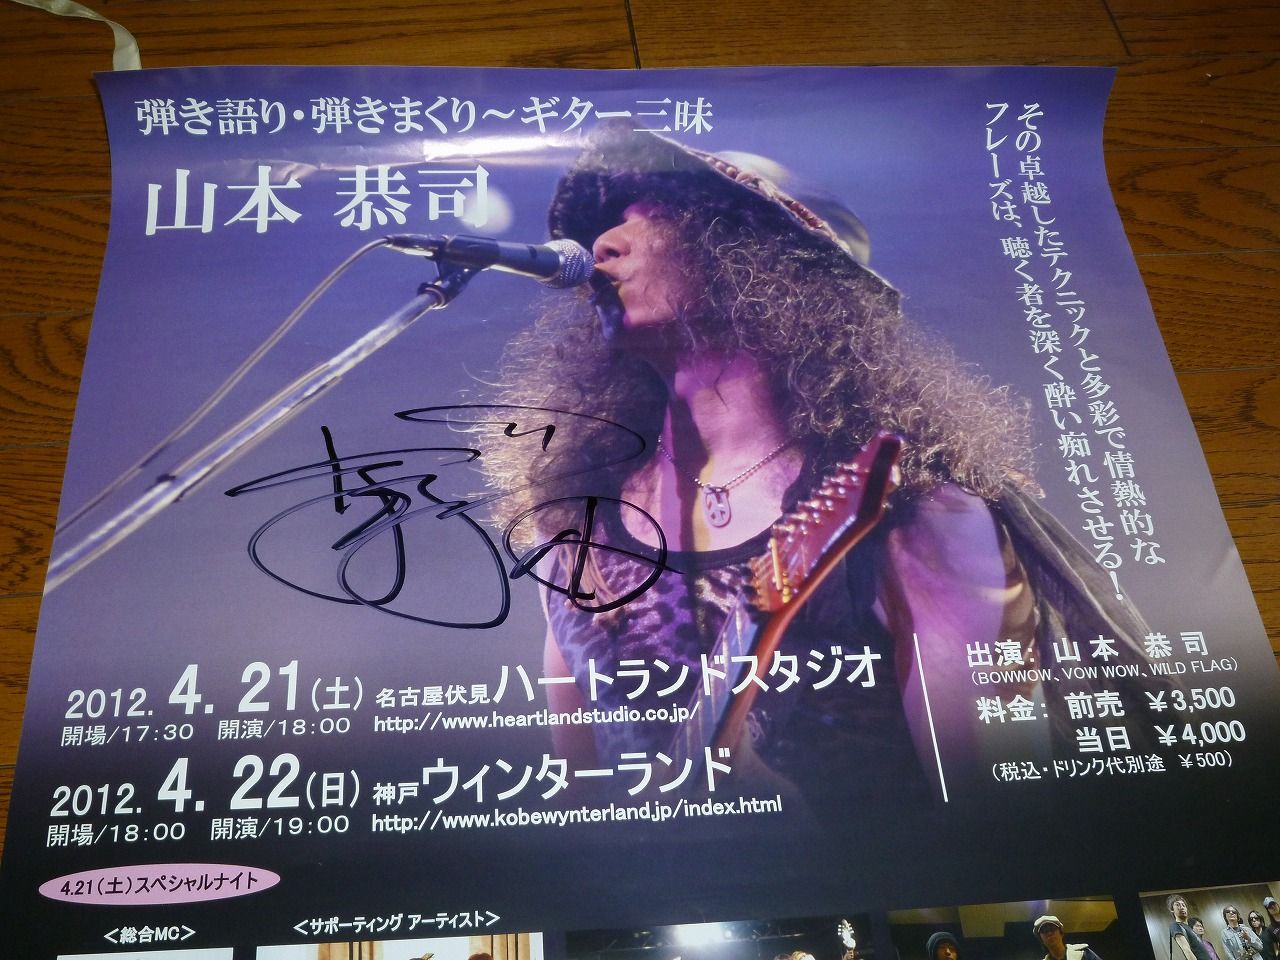 弾き語り・弾きまくり～ギター三昧
山本 恭司
その卓越したテクニックと多彩で情熱的な
フレーズは、聴く者を深く酔い痴れさせる！
2012. 4. 21(土) 名古屋伏見ハートランドスタジオ
開場/17:30 開演/18:00 http://www.heartlandstudio.co.jp/
2012. 4. 22(日) 神戸ウィンターランド
開場/18:00 開演/19:00 http://www.kobewynterland.jp/index.html
出演： 山本 恭司
（BOWWOW、VOW WOW、WILD FLAG）
料金： 前売 ￥3,500
当日 ￥4,000
（税込・ドリンク代別途 ￥500）
4.21（土）スペシャルナイト
＜総合MC＞
＜サポーティング アーティスト＞